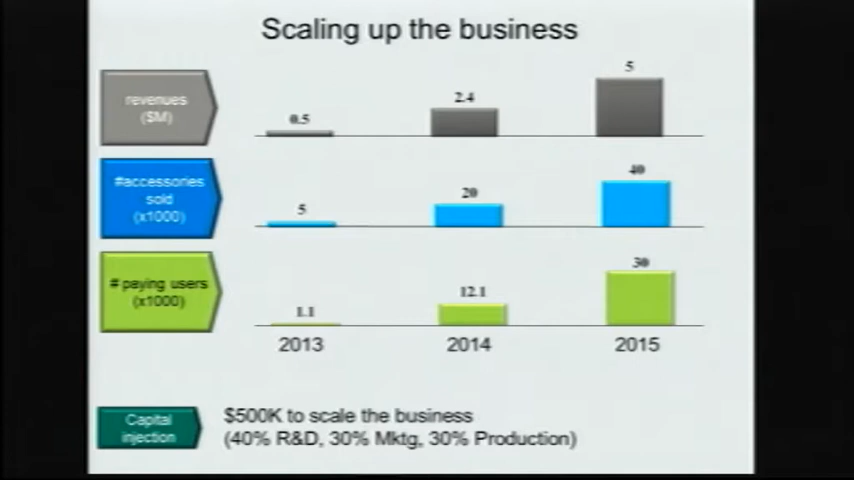 Scaling up the business
revenues
($M)
0.5
2.4
5
#accessories
sold
(x1000)
5
20
40
# paying users
(x1000)
1.1
12.1
30
2013
2014
2015
Capital
injection
$500K to scale the business
(40% R&D, 30% Mktg, 30% Production)